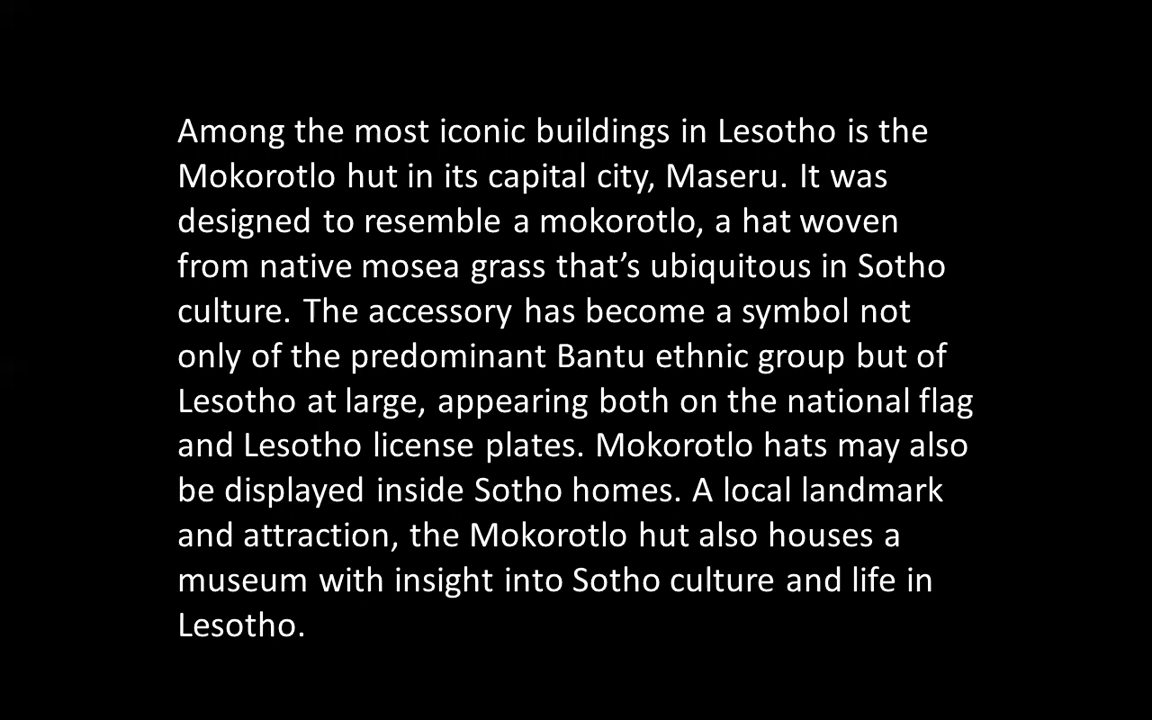 Among the most iconic buildings in Lesotho is the
Mokorotlo hut in its capital city, Maseru. It was
designed to resemble a mokorotlo, a hat woven
from native mosea grass that’s ubiquitous in Sotho
culture. The accessory has become a symbol not
only of the predominant Bantu ethnic group but of
Lesotho at large, appearing both on the national flag
and Lesotho license plates. Mokorotlo hats may also
be displayed inside Sotho homes. A local landmark
and attraction, the Mokorotlo hut also houses a
museum with insight into Sotho culture and life in
Lesotho.